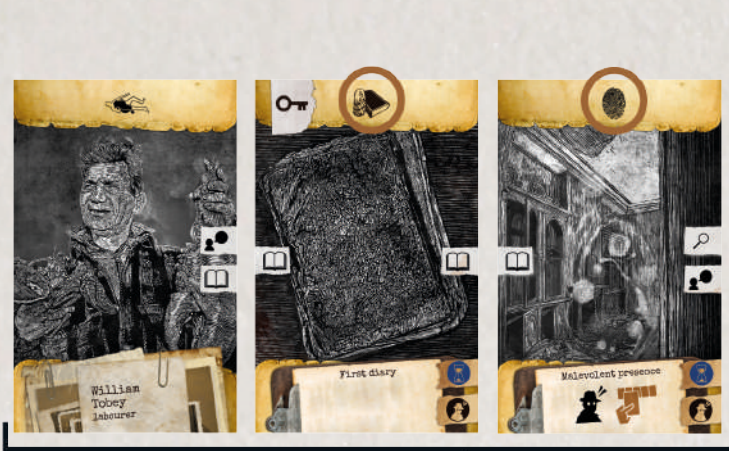 William
Tobey
labourer
First diary
Malevolent presence